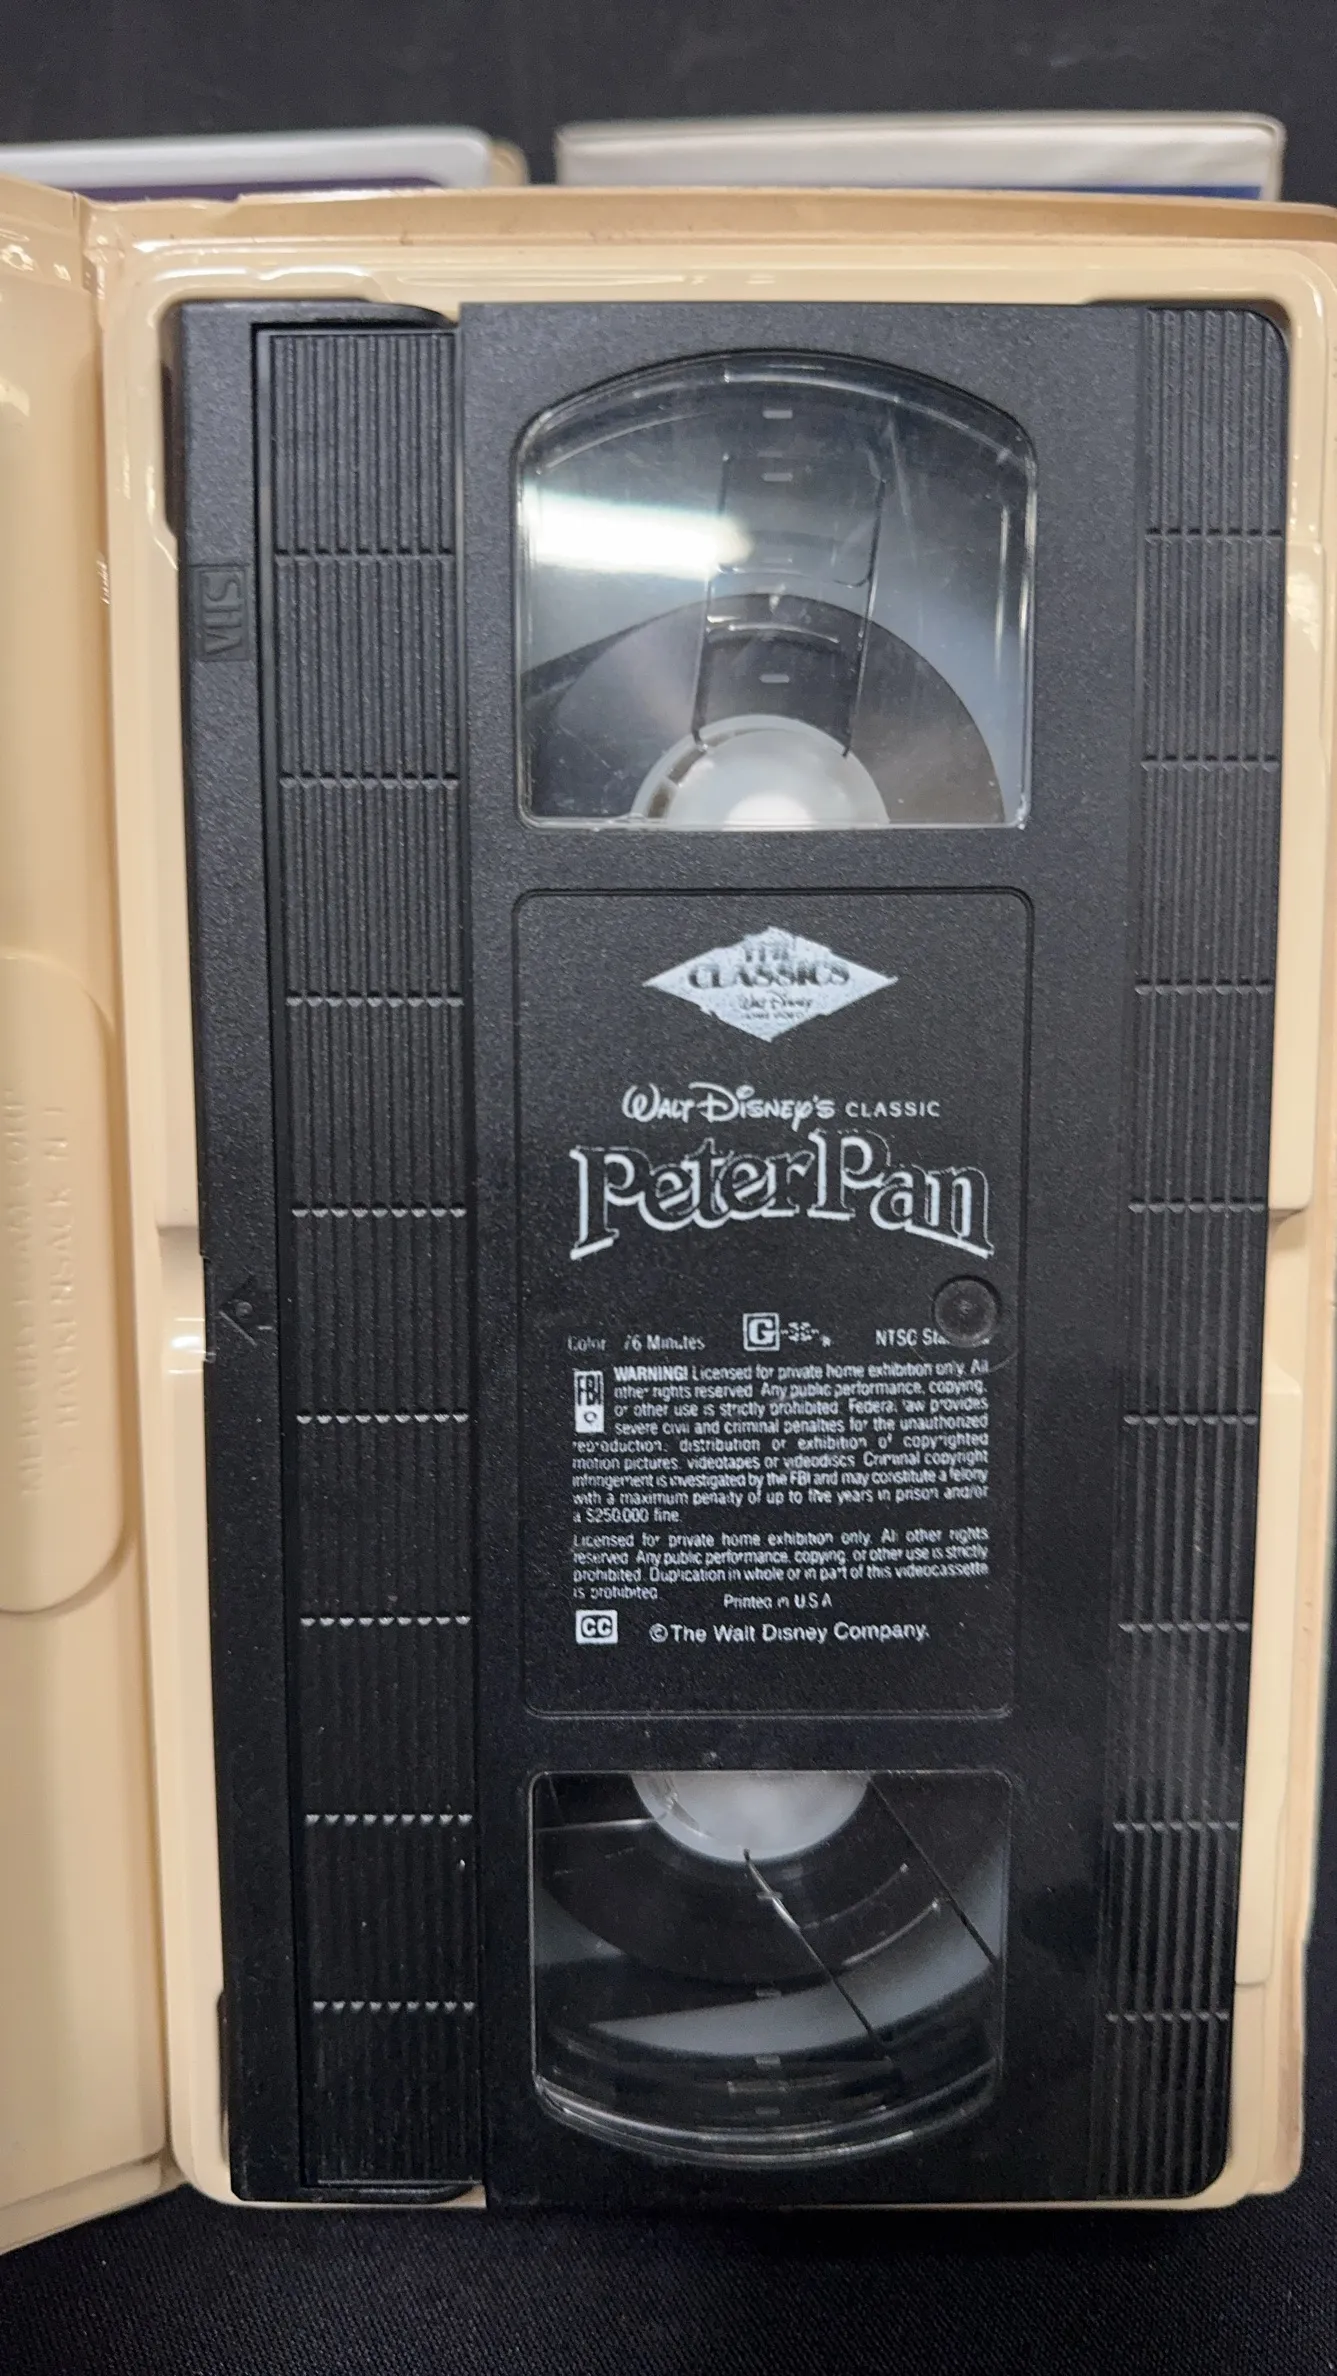 VHS
THE
CLASSICS
Walt Disney
HOME VIDEO
WALT DISNEY'S CLASSIC
Peter Pan
Color 76 Minutes G NTSC
FBI
WARNING! Licensed for private home exhibition only. All
other rights reserved. Any public performance, copying,
or other use is strictly prohibited. Federal law provides
severe civil and criminal penalties for the unauthorized
reproduction, distribution or exhibition of copyrighted
motion pictures, videotapes or videodiscs. Criminal copyright
infringement is investigated by the FBI and may constitute a felony
with a maximum penalty of up to five years in prison and/or
a $250,000 fine.
Licensed for private home exhibition only. All other rights
reserved. Any public performance, copying, or other use is strictly
prohibited. Duplication in whole or in part of this videocassette
is prohibited.
Printed in U.S.A.
CC © The Walt Disney Company.
HACKENSACK N J